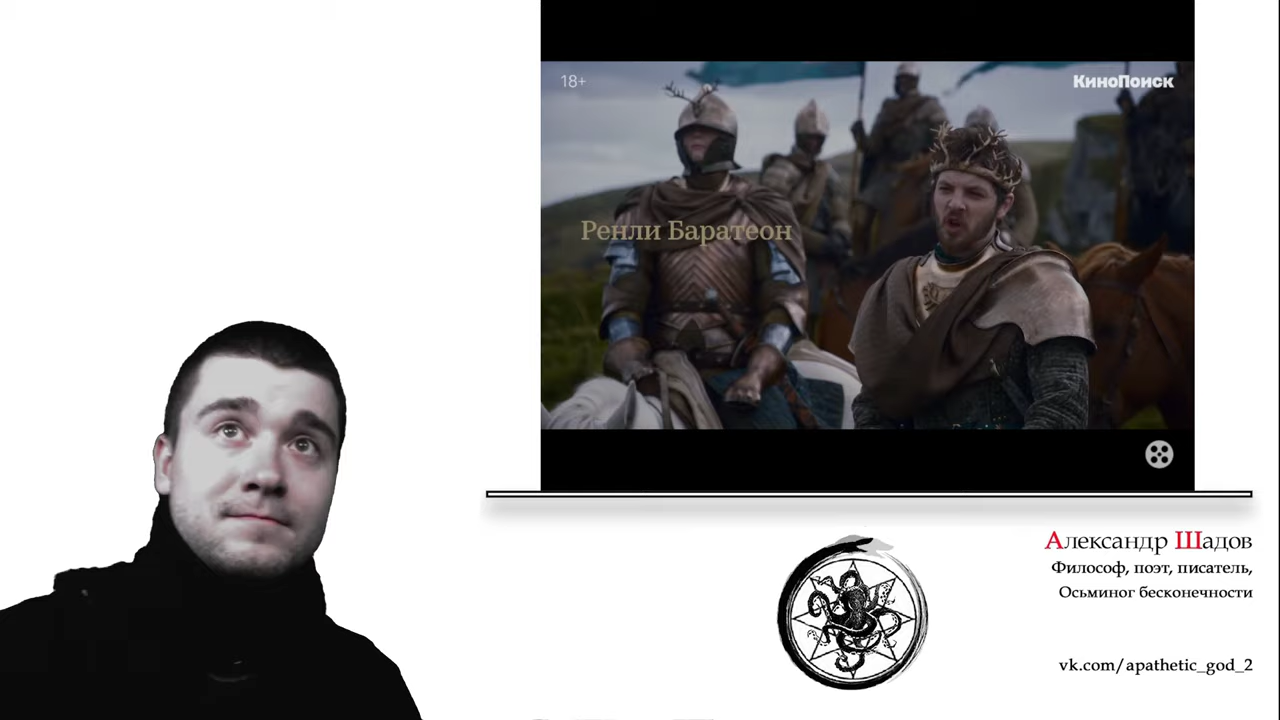 18+
КиноПоиск
Ренли Баратеон
Александр Шадов
Философ, поэт, писатель,
Осьминог бесконечности
vk.com/apathetic_god_2